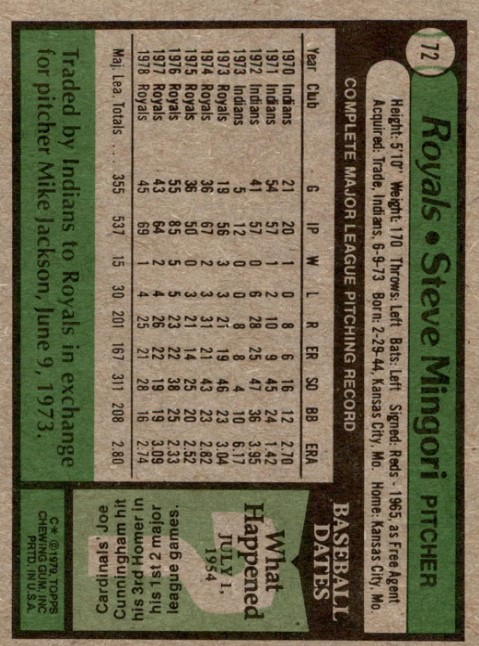 72
Royals • Steve Mingori PITCHER
Height: 5'10" Weight: 170 Throws: Left Bats: Left Signed: Reds - 1965, as Free Agent
Acquired: Trade, Indians, 6-9-73 Born: 2-29-44, Kansas City, Mo. Home: Kansas City, Mo.
COMPLETE MAJOR LEAGUE PITCHING RECORD
Year Club G IP W L R ER SO BB ERA
1970 Indians 21 20 1 0 8 6 16 12 2.70
1971 Indians 54 57 1 2 10 9 45 24 1.42
1972 Indians 41 57 0 6 28 25 47 36 3.95
1973 Indians 5 12 0 0 8 8 4 10 6.17
1973 Royals 19 56 3 3 21 19 46 23 3.04
1974 Royals 36 67 2 3 31 21 43 23 2.82
1975 Royals 36 50 0 3 21 14 25 20 2.52
1976 Royals 55 85 5 5 23 22 38 25 2.33
1977 Royals 43 64 2 4 26 22 19 19 3.09
1978 Royals 45 69 1 4 25 21 28 16 2.74
Maj. Lea. Totals . . . 355 537 15 30 201 167 311 208 2.80
Traded by Indians to Royals in exchange
for pitcher Mike Jackson, June 9, 1973.
BASEBALL
DATES
What
Happened
JULY 1,
1954
Cardinals' Joe
Cunningham hit
his 3rd Homer in
his 1st 2 major
league games.
C* © 1979, TOPPS
CHEWING GUM, INC
PRTD. IN U.S.A.